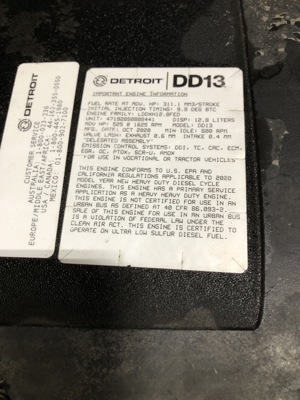 DETROIT DD13
IMPORTANT ENGINE INFORMATION
FUEL RATE AT ADV. HP: 311.1 MM3/STROKE
INITIAL INJECTION TIMING: 9.9 DEG BTC
ENGINE FAMILY: LDDXH12.8FED
DISP: 12.8 LITERS
ADV HP: 525 @ 1625 RPM MODEL: DD13
MFG. DATE: OCT 2020 MIN IDLE: 600 RPM
VALVE LASH: EXHAUST 0.6 MM INTAKE 0.4 MM
"DELEGATED ASSEMBLY"
EMISSION CONTROL SYSTEMS: DDI, TC, CAC, ECM,
EGR, OC, PTOX, SCR-U, AMOX
FOR USE IN VOCATIONAL OR TRACTOR VEHICLES
THIS ENGINE CONFORMS TO U.S. EPA AND
CALIFORNIA REGULATIONS APPLICABLE TO 2020
MODEL YEAR NEW HEAVY DUTY DIESEL CYCLE
ENGINES. THIS ENGINE HAS A PRIMARY SERVICE
APPLICATION AS A HEAVY HEAVY DUTY ENGINE.
THIS ENGINE IS NOT CERTIFIED FOR USE IN AN
URBAN BUS AS DEFINED AT 40 CFR 86.093-2.
SALE OF THIS ENGINE FOR USE IN AN URBAN BUS
IS A VIOLATION OF FEDERAL LAW UNDER THE
CLEAN AIR ACT. THIS ENGINE IS CERTIFIED TO
OPERATE ON ULTRA LOW SULFUR DIESEL FUEL.
DETROIT
CUSTOMER SERVICE